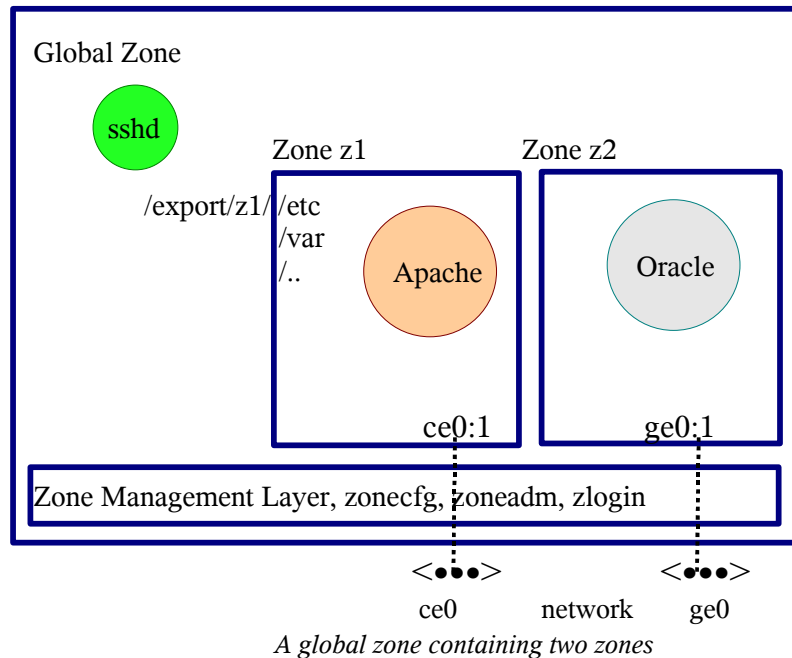 Global Zone
sshd
Zone z1
Zone z2
/export/z1/ /etc
/var
/..
Apache
Oracle
ce0:1
ge0:1
Zone Management Layer, zonecfg, zoneadm, zlogin
<•••> <•••>
ce0 network ge0
A global zone containing two zones